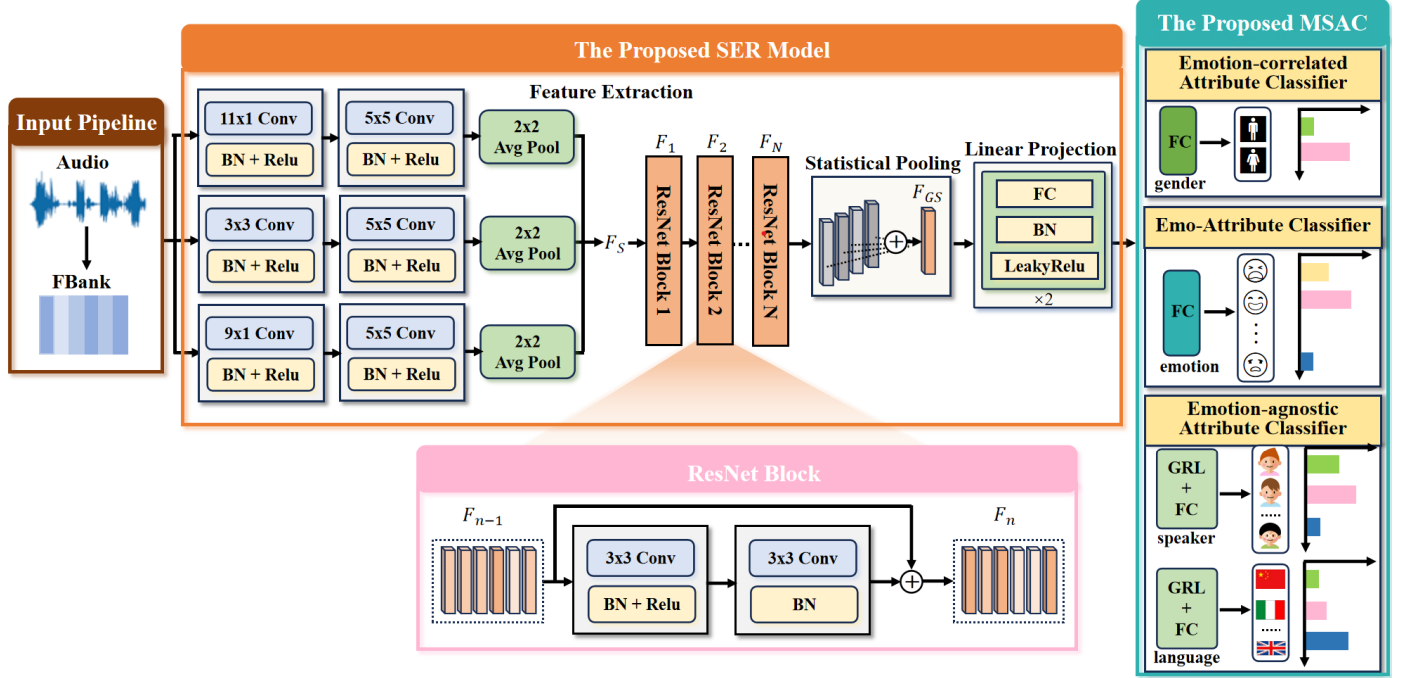 Input Pipeline
Audio
FBank
The Proposed SER Model
Feature Extraction
11x1 Conv
BN + Relu
5x5 Conv
BN + Relu
2x2
Avg Pool
3x3 Conv
BN + Relu
5x5 Conv
BN + Relu
2x2
Avg Pool
9x1 Conv
BN + Relu
5x5 Conv
BN + Relu
2x2
Avg Pool
F_S
F_1
F_2
F_N
ResNet Block 1
ResNet Block 2
ResNet Block N
Statistical Pooling
F_{GS}
Linear Projection
FC
BN
LeakyRelu
×2
ResNet Block
F_{n−1}
3x3 Conv
BN + Relu
3x3 Conv
BN
F_n
The Proposed MSAC
Emotion-correlated
Attribute Classifier
FC
gender
Emo-Attribute Classifier
FC
emotion
Emotion-agnostic
Attribute Classifier
GRL
+
FC
speaker
GRL
+
FC
language